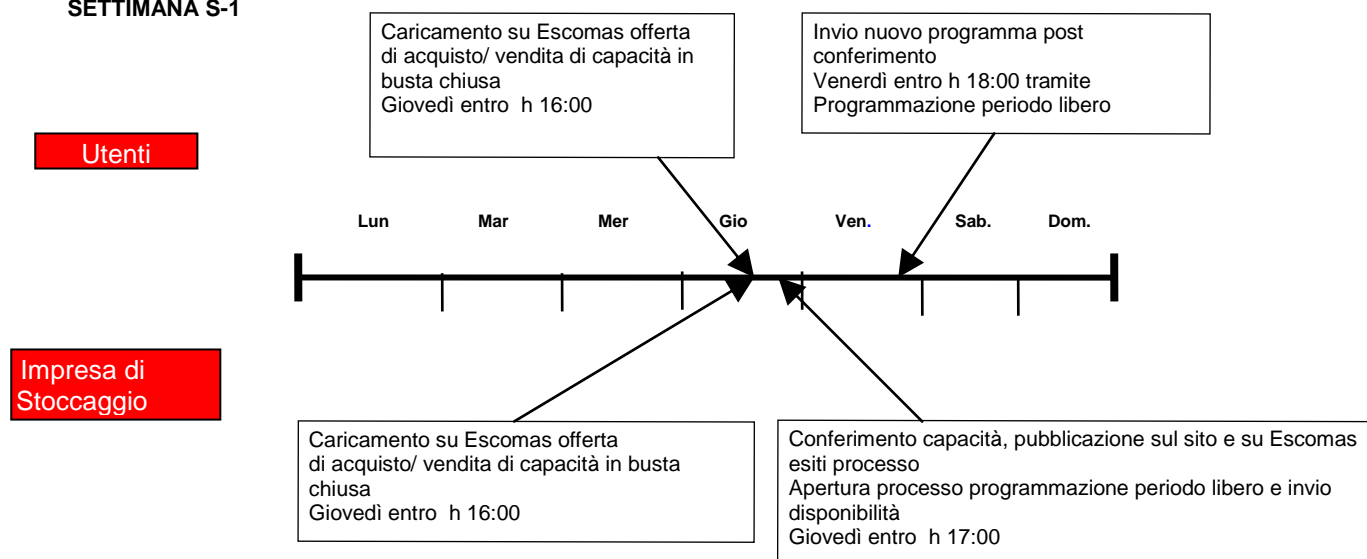 SETTIMANA S-1
Caricamento su Escomas offerta
di acquisto/ vendita di capacità in
busta chiusa
Giovedì entro h 16:00
Invio nuovo programma post
conferimento
Venerdì entro h 18:00 tramite
Programmazione periodo libero
Utenti
Lun Mar Mer Gio Ven. Sab. Dom.
Impresa di
Stoccaggio
Caricamento su Escomas offerta
di acquisto/ vendita di capacità in busta
chiusa
Giovedì entro h 16:00
Conferimento capacità, pubblicazione sul sito e su Escomas
esiti processo
Apertura processo programmazione periodo libero e invio
disponibilità
Giovedì entro h 17:00